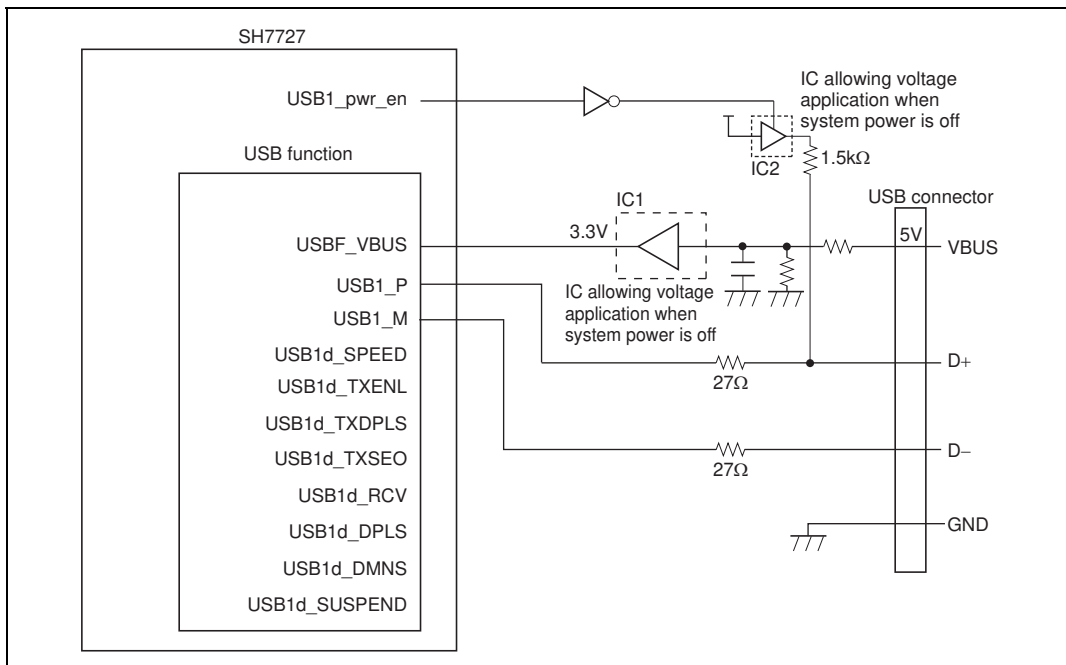 SH7727
USB1_pwr_en
IC allowing voltage
application when
system power is off
IC2
1.5kΩ
USB function
USB connector
IC1
3.3V
5V
USBF_VBUS
VBUS
IC allowing voltage
application when
system power is off
USB1_P
USB1_M
USB1d_SPEED
27Ω
D+
USB1d_TXENL
USB1d_TXDPLS
USB1d_TXSEO
27Ω
D−
USB1d_RCV
USB1d_DPLS
GND
USB1d_DMNS
USB1d_SUSPEND